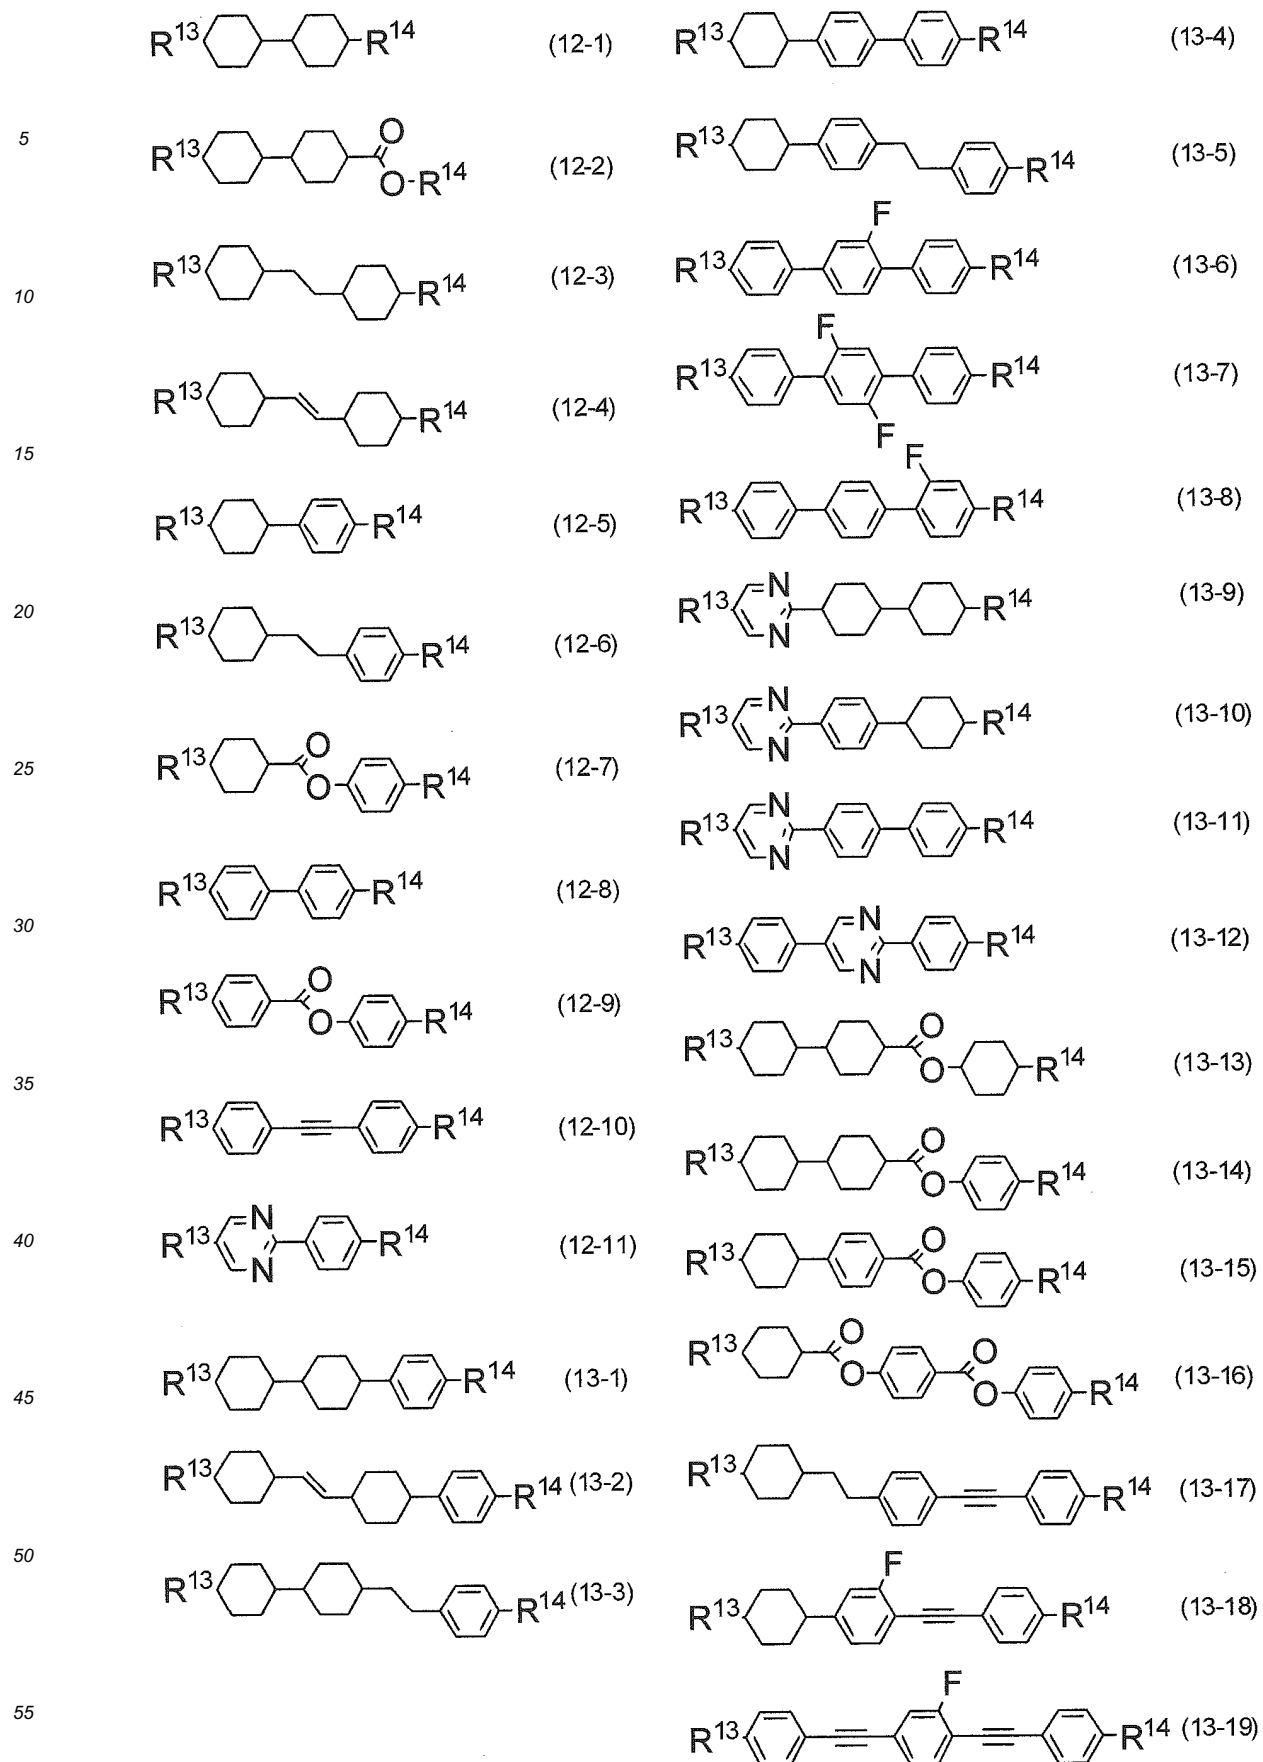 R¹³ R¹⁴ (12-1)
5
R¹³ O O-R¹⁴ (12-2)
R¹³ R¹⁴ (12-3)
10
R¹³ R¹⁴ (12-4)
15
R¹³ R¹⁴ (12-5)
20
R¹³ R¹⁴ (12-6)
25
R¹³ O O R¹⁴ (12-7)
R¹³ R¹⁴ (12-8)
30
R¹³ O O R¹⁴ (12-9)
35
R¹³ R¹⁴ (12-10)
40
R¹³ N N R¹⁴ (12-11)
R¹³ R¹⁴ (13-1)
45
R¹³ R¹⁴ (13-2)
50
R¹³ R¹⁴ (13-3)
55
R¹³ R¹⁴ (13-4)
R¹³ R¹⁴ (13-5)
F
R¹³ R¹⁴ (13-6)
F
R¹³ R¹⁴ (13-7)
F
F
R¹³ R¹⁴ (13-8)
R¹³ N N R¹⁴ (13-9)
R¹³ N N R¹⁴ (13-10)
R¹³ N N R¹⁴ (13-11)
R¹³ N N R¹⁴ (13-12)
R¹³ O O R¹⁴ (13-13)
R¹³ O O R¹⁴ (13-14)
R¹³ O O R¹⁴ (13-15)
R¹³ O O O O R¹⁴ (13-16)
R¹³ R¹⁴ (13-17)
F
R¹³ R¹⁴ (13-18)
F
R¹³ R¹⁴ (13-19)